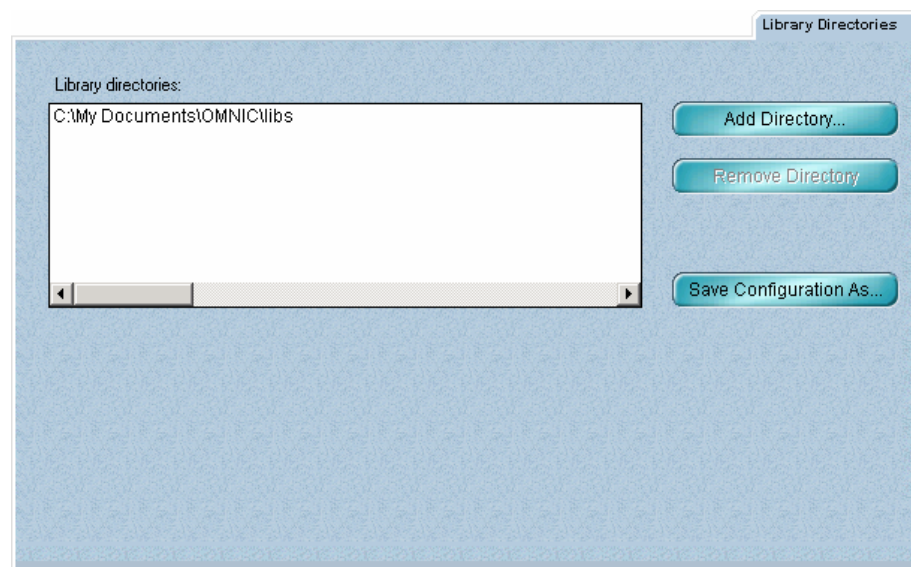 Library Directories
Library directories:
C:\My Documents\OMNIC\libs
Add Directory...
Remove Directory
Save Configuration As...